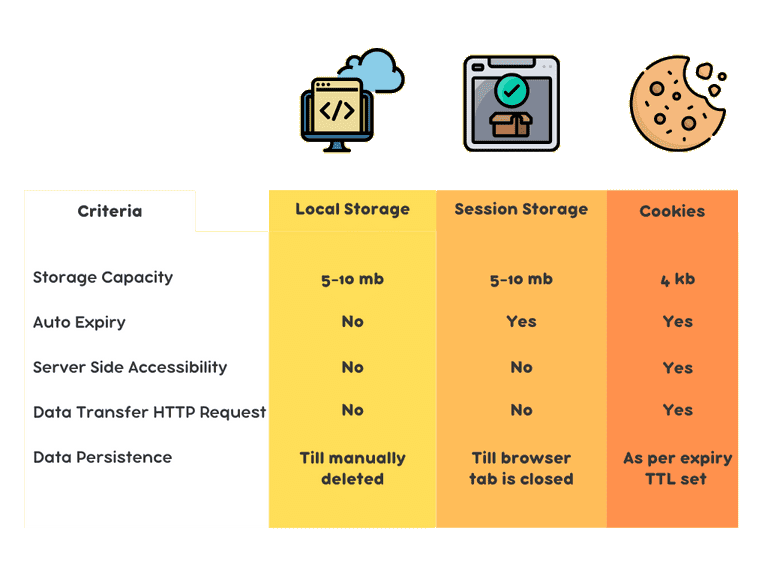 </>
Criteria Local Storage Session Storage Cookies
Storage Capacity 5-10 mb 5-10 mb 4 kb
Auto Expiry No Yes Yes
Server Side Accessibility No No Yes
Data Transfer HTTP Request No No Yes
Data Persistence Till manually Till browser As per expiry
deleted tab is closed TTL set